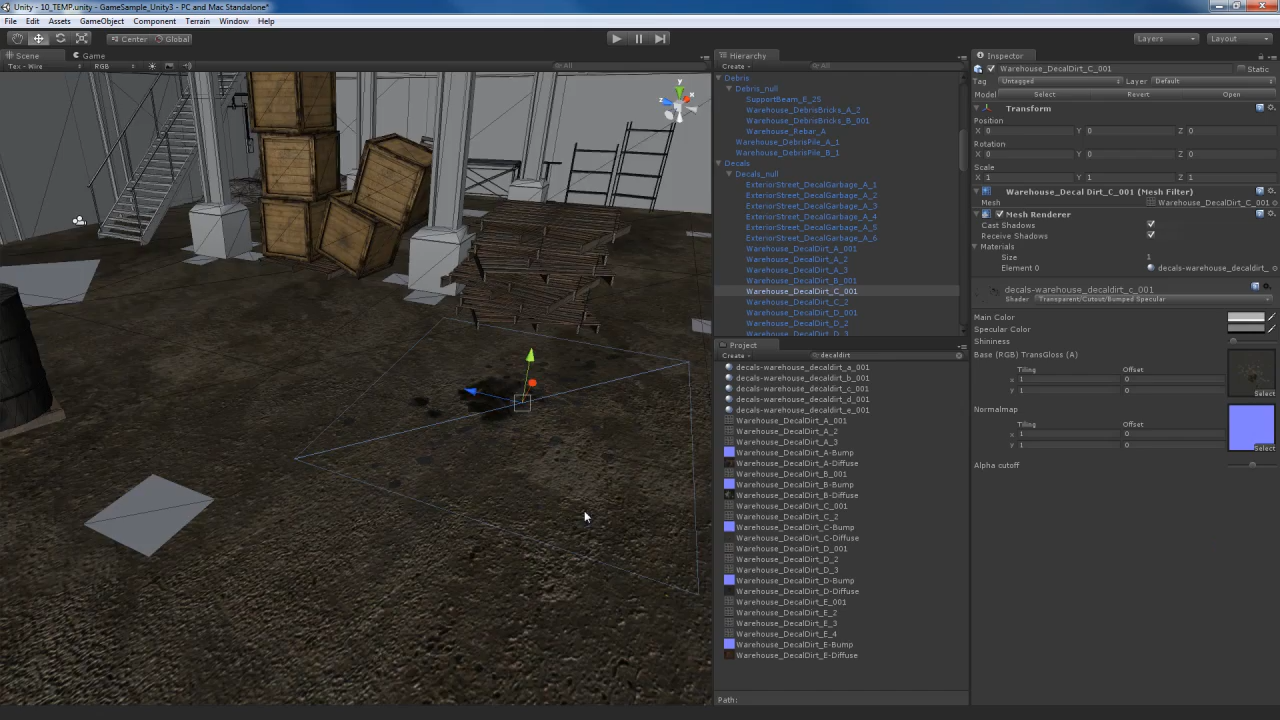 Unity - 10_TEMP.unity - GameSample_Unity3 - PC and Mac Standalone*
File Edit Assets GameObject Component Terrain Window Help
Center Global Layers Layout
Scene Game
Tex - Wire RGB All
y
x
z
Hierarchy
Create All
Debris
Debris_null
SupportBeam_E_25
Warehouse_DebrisBricks_A_2
Warehouse_DebrisBricks_B_001
Warehouse_Rebar_A
Warehouse_DebrisPile_A_1
Warehouse_DebrisPile_B_1
Decals
Decals_null
ExteriorStreet_DecalGarbage_A_1
ExteriorStreet_DecalGarbage_A_2
ExteriorStreet_DecalGarbage_A_3
ExteriorStreet_DecalGarbage_A_4
ExteriorStreet_DecalGarbage_A_5
ExteriorStreet_DecalGarbage_A_6
Warehouse_DecalDirt_A_001
Warehouse_DecalDirt_A_2
Warehouse_DecalDirt_A_3
Warehouse_DecalDirt_B_001
Warehouse_DecalDirt_C_001
Warehouse_DecalDirt_C_2
Warehouse_DecalDirt_D_001
Warehouse_DecalDirt_D_2
Warehouse_DecalDirt_D_3
Project
Create decaldirt
decals-warehouse_decaldirt_a_001
decals-warehouse_decaldirt_b_001
decals-warehouse_decaldirt_c_001
decals-warehouse_decaldirt_d_001
decals-warehouse_decaldirt_e_001
Warehouse_DecalDirt_A_001
Warehouse_DecalDirt_A_2
Warehouse_DecalDirt_A_3
Warehouse_DecalDirt_A-Bump
Warehouse_DecalDirt_A-Diffuse
Warehouse_DecalDirt_B_001
Warehouse_DecalDirt_B-Bump
Warehouse_DecalDirt_B-Diffuse
Warehouse_DecalDirt_C_001
Warehouse_DecalDirt_C_2
Warehouse_DecalDirt_C-Bump
Warehouse_DecalDirt_C-Diffuse
Warehouse_DecalDirt_D_001
Warehouse_DecalDirt_D_2
Warehouse_DecalDirt_D_3
Warehouse_DecalDirt_D-Bump
Warehouse_DecalDirt_D-Diffuse
Warehouse_DecalDirt_E_001
Warehouse_DecalDirt_E_2
Warehouse_DecalDirt_E_3
Warehouse_DecalDirt_E_4
Warehouse_DecalDirt_E-Bump
Warehouse_DecalDirt_E-Diffuse
Path:
Inspector
Warehouse_DecalDirt_C_001 Static
Tag Untagged Layer Default
Model Select Revert Open
Transform
Position
X 0 Y 0 Z 0
Rotation
X 0 Y 0 Z 0
Scale
X 1 Y 1 Z 1
Warehouse_Decal Dirt_C_001 (Mesh Filter)
Mesh Warehouse_DecalDirt_C_001
Mesh Renderer
Cast Shadows
Receive Shadows
Materials
Size 1
Element 0 decals-warehouse_decaldirt_
decals-warehouse_decaldirt_c_001
Shader Transparent/Cutout/Bumped Specular
Main Color
Specular Color
Shininess
Base (RGB) TransGloss (A)
Tiling Offset
x 1 0
y 1 0
Select
Normalmap
Tiling Offset
x 1 0
y 1 0
Select
Alpha cutoff